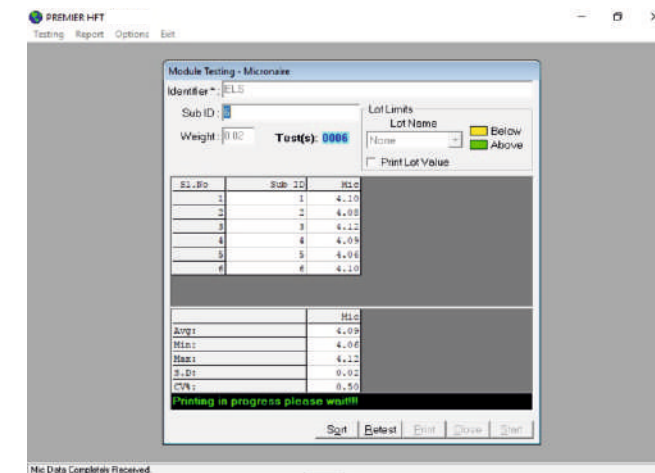 PREMIER HFT
Testing Report Options Exit
Module Testing - Micronaire
Identifier * : ELS
Sub ID : 6
Lot Limits
Lot Name
Weight : 0.02 Test(s): 0006
None
Below
Above
Print Lot Value
Sl.No Sub ID Mic
1 1 4.10
2 2 4.08
3 3 4.12
4 4 4.09
5 5 4.06
6 6 4.10
Mic
Avg: 4.09
Min: 4.06
Max: 4.12
S.D: 0.02
CV%: 0.50
Printing in progress please wait!!!
Sort Retest Print Close Start
Mic Data Completely Received.